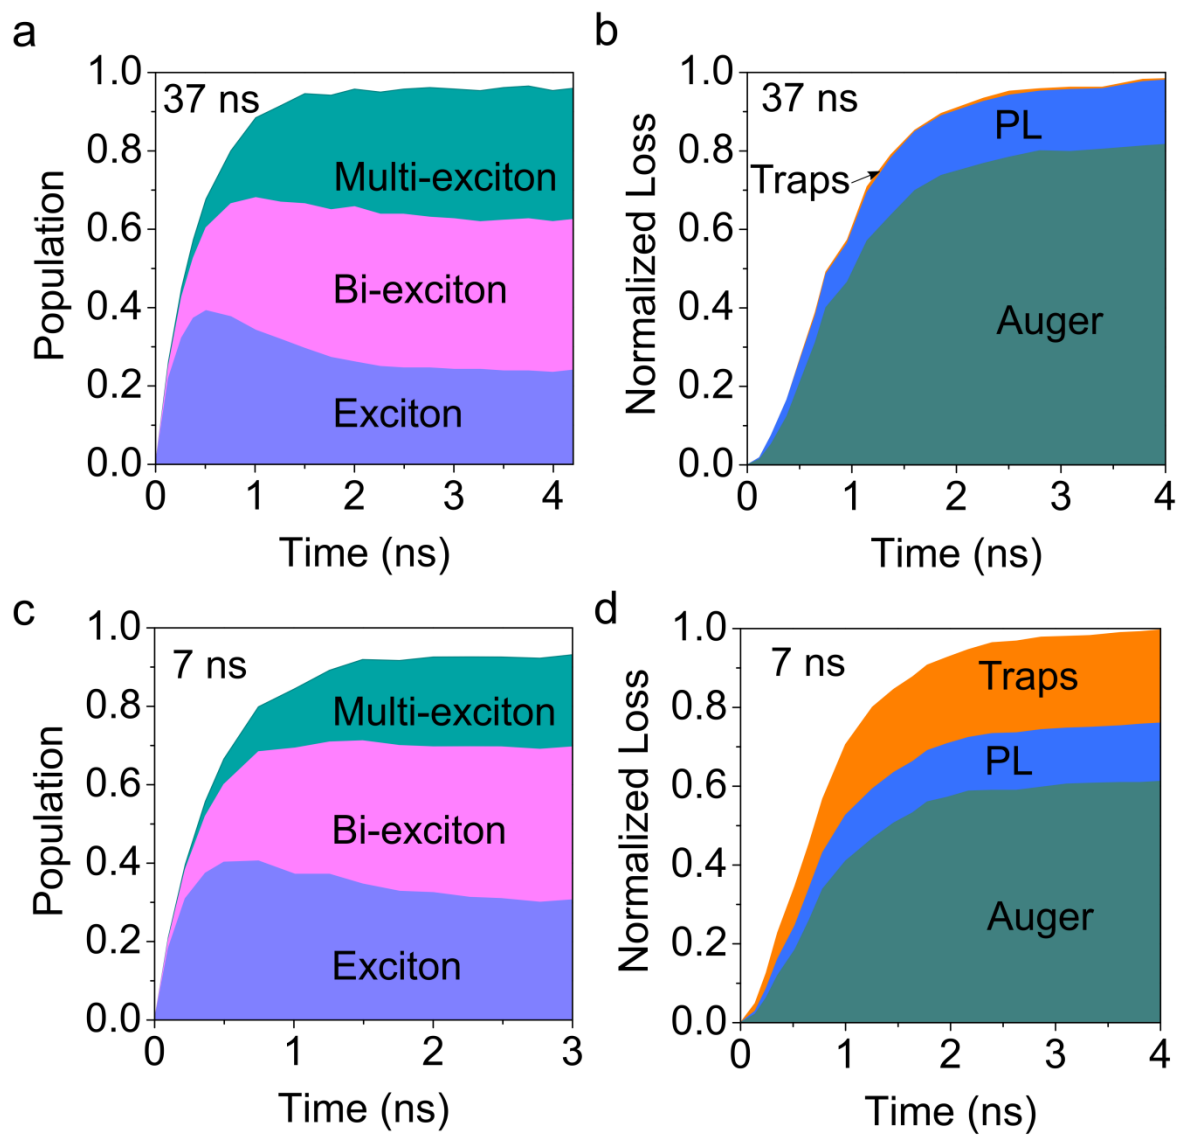 a
37 ns
Multi-exciton
Bi-exciton
Exciton
Population
1.0
0.8
0.6
0.4
0.2
0.0
0 1 2 3 4
Time (ns)
b
37 ns
PL
Traps
Auger
Normalized Loss
1.0
0.8
0.6
0.4
0.2
0.0
0 1 2 3 4
Time (ns)
c
7 ns
Multi-exciton
Bi-exciton
Exciton
Population
1.0
0.8
0.6
0.4
0.2
0.0
0 1 2 3
Time (ns)
d
7 ns
Traps
PL
Auger
Normalized Loss
1.0
0.8
0.6
0.4
0.2
0.0
0 1 2 3 4
Time (ns)